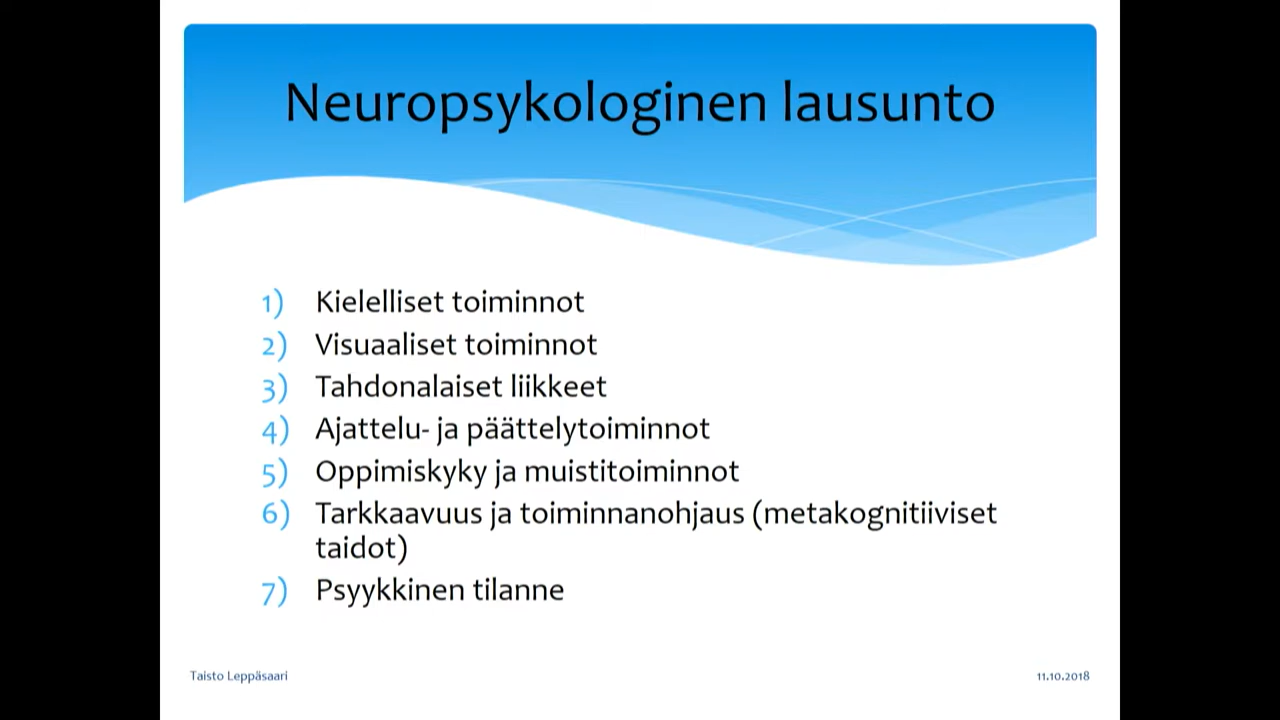 Neuropsykologinen lausunto
1) Kielelliset toiminnot
2) Visuaaliset toiminnot
3) Tahdonalaiset liikkeet
4) Ajattelu- ja päättelytoiminnot
5) Oppimiskyky ja muistitoiminnot
6) Tarkkaavuus ja toiminnanohjaus (metakognitiiviset
taidot)
7) Psyykkinen tilanne
Taisto Leppäsaari
11.10.2018